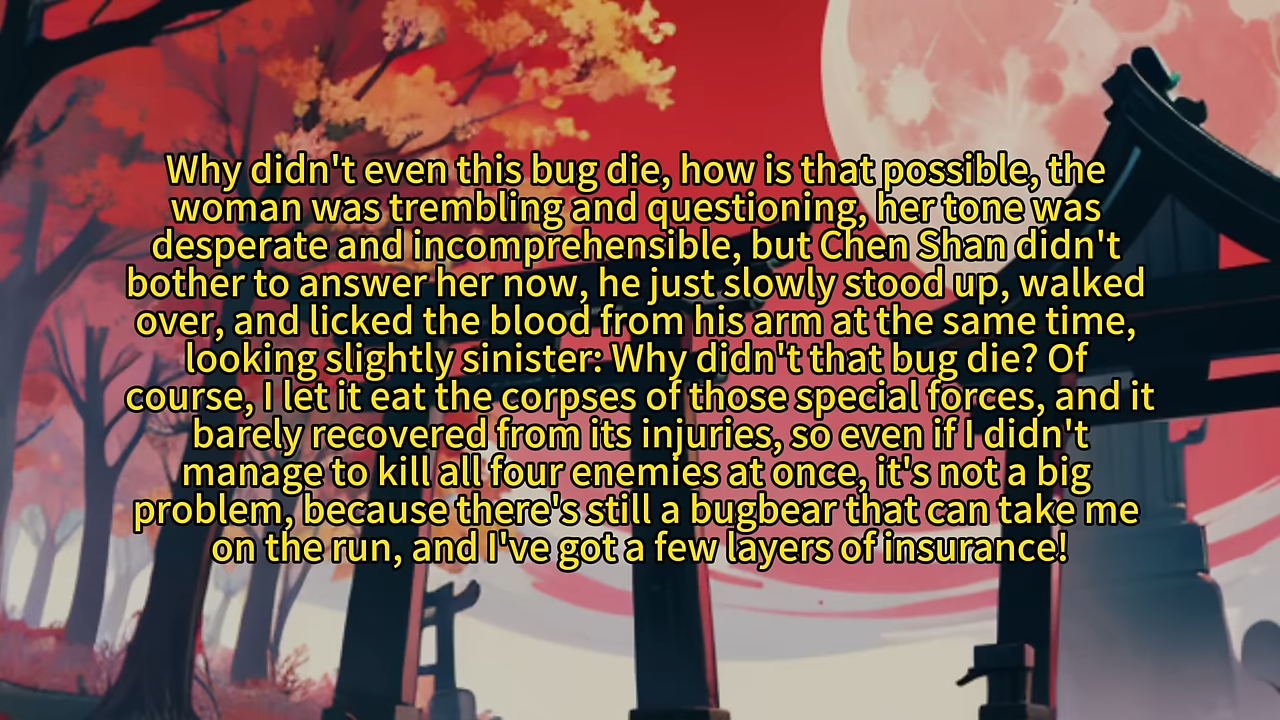 Why didn't even this bug die, how is that possible, the
woman was trembling and questioning, her tone was
desperate and incomprehensible, but Chen Shan didn't
bother to answer her now, he just slowly stood up, walked
over, and licked the blood from his arm at the same time,
looking slightly sinister: Why didn't that bug die? Of
course, I let it eat the corpses of those special forces, and it
barely recovered from its injuries, so even if I didn't
manage to kill all four enemies at once, it's not a big
problem, because there's still a bugbear that can take me
on the run, and I've got a few layers of insurance!